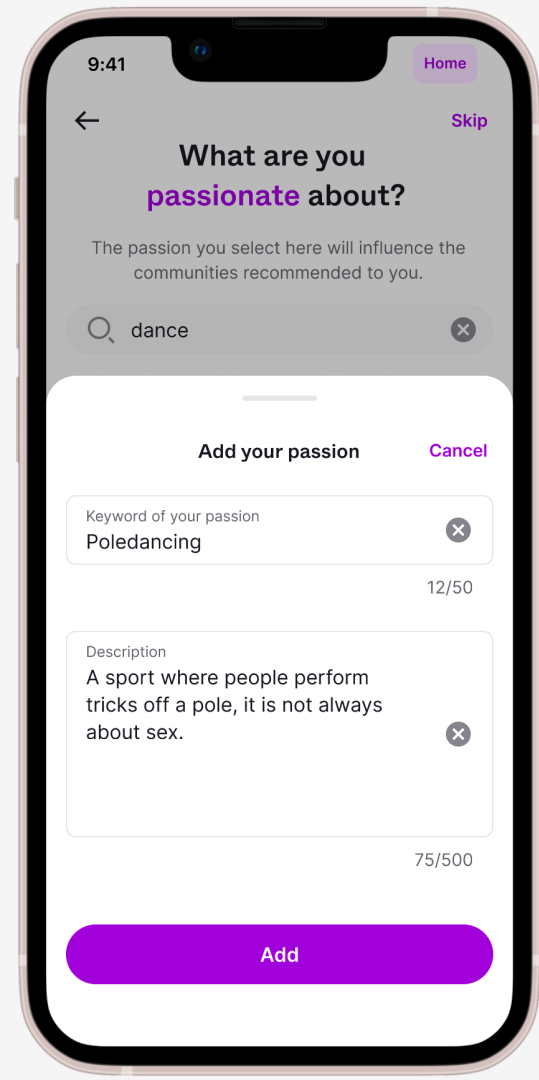 9:41
Home
Skip
What are you
passionate about?
The passion you select here will influence the
communities recommended to you.
dance
Add your passion
Cancel
Keyword of your passion
Poledancing
12/50
Description
A sport where people perform
tricks off a pole, it is not always
about sex.
75/500
Add